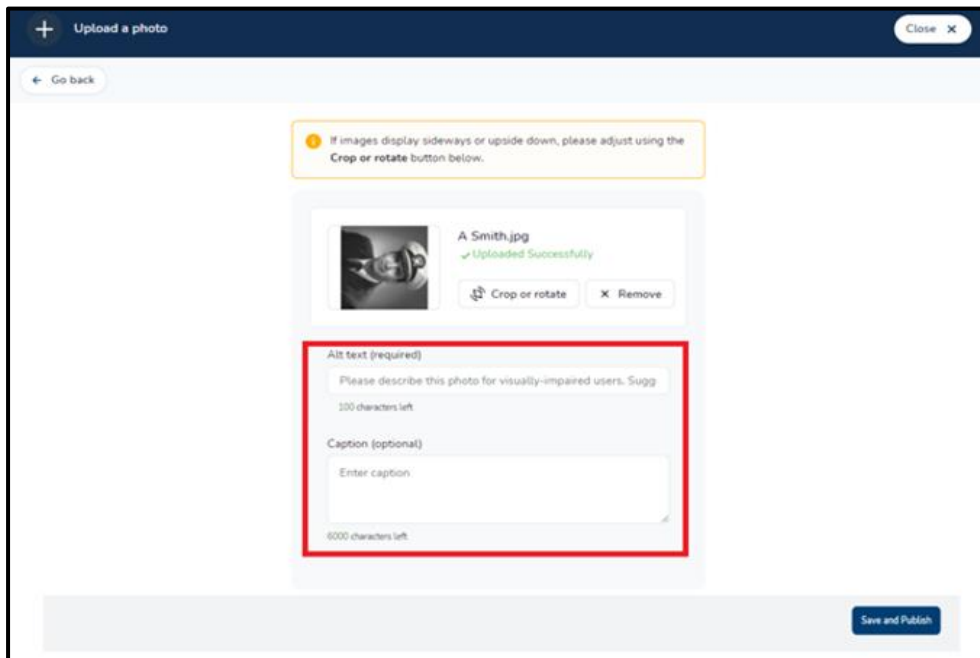 Upload a photo
Close
Go back
If images display sideways or upside down, please adjust using the
Crop or rotate button below.
A Smith.jpg
Uploaded Successfully
Crop or rotate
Remove
Alt text (required)
Please describe this photo for visually-impaired users. Sugg
100 characters left
Caption (optional)
Enter caption
6000 characters left
Save and Publish